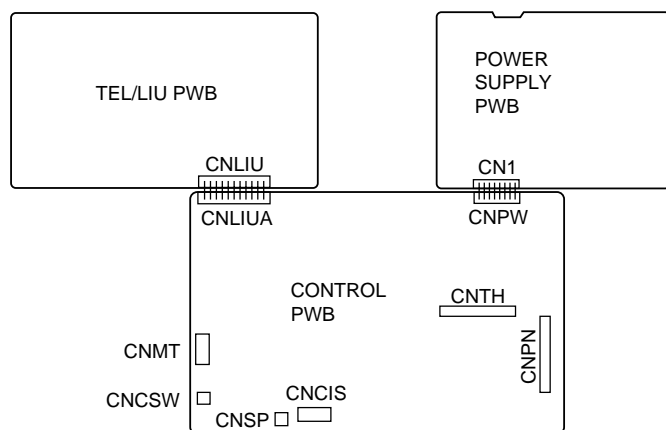 TEL/LIU PWB
POWER
SUPPLY
PWB
CNLIU
CN1
CNLIUA
CNPW
CONTROL
PWB
CNTH
CNPN
CNMT
CNCSW
CNCIS
CNSP